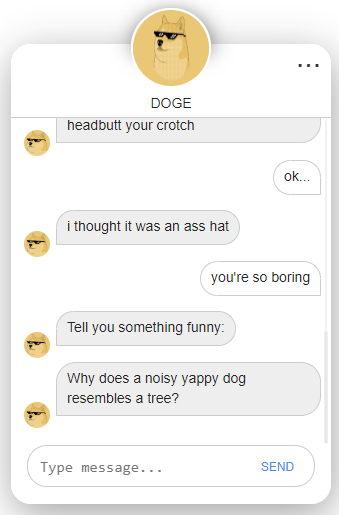 DOGE
headbutt your crotch
ok...
i thought it was an ass hat
you're so boring
Tell you something funny:
Why does a noisy yappy dog
resembles a tree?
Type message...
SEND